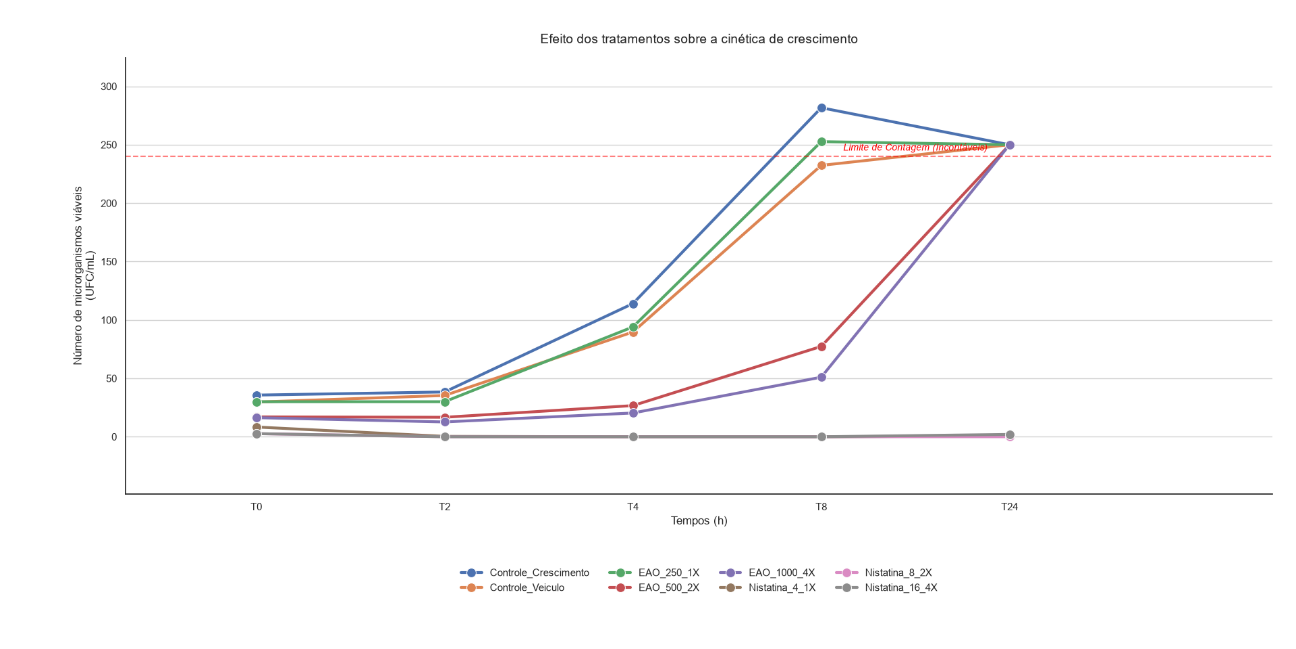 Efeito dos tratamentos sobre a cinética de crescimento
300
250
200
150
100
50
0
Número de microrganismos viáveis
(UFC/mL)
Limite de Contagem (Incontáveis)
T0
T2
T4
T8
T24
Tempos (h)
Controle_Crescimento
Controle_Veiculo
EAO_250_1X
EAO_500_2X
EAO_1000_4X
Nistatina_4_1X
Nistatina_8_2X
Nistatina_16_4X